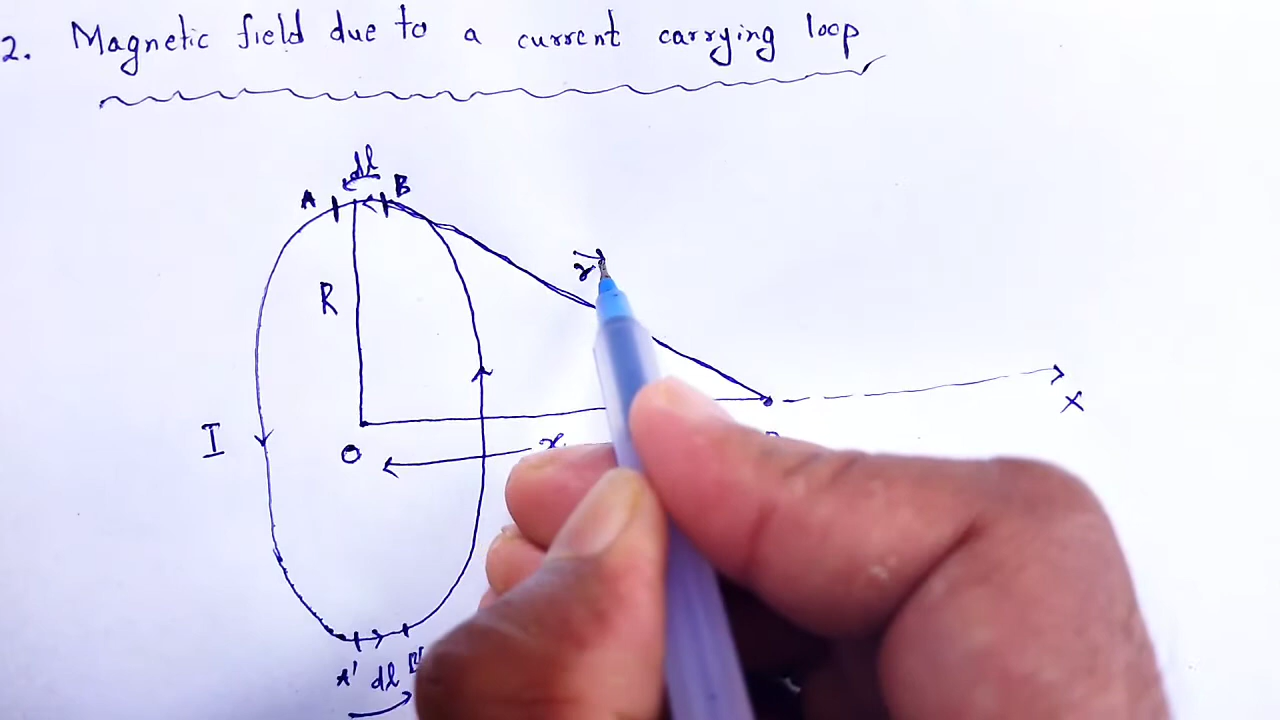 2. Magnetic field due to a current carrying loop
dl
A B
r
R
X
I
O x
A' dl B'